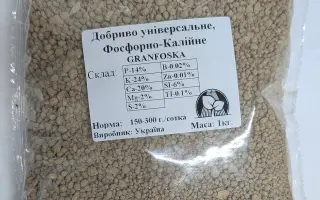 Добриво універсальне,
Фосфорно-Калійне
GRANFOSKA
Склад:
P-14% B-0.02%
K-24% Zn-0.01%
Ca-20% SI-6%
Mg-2% TI-0.1%
S-2%
Норма: 150-300 г./сотка
Виробник: Україна Маса: 1кг.